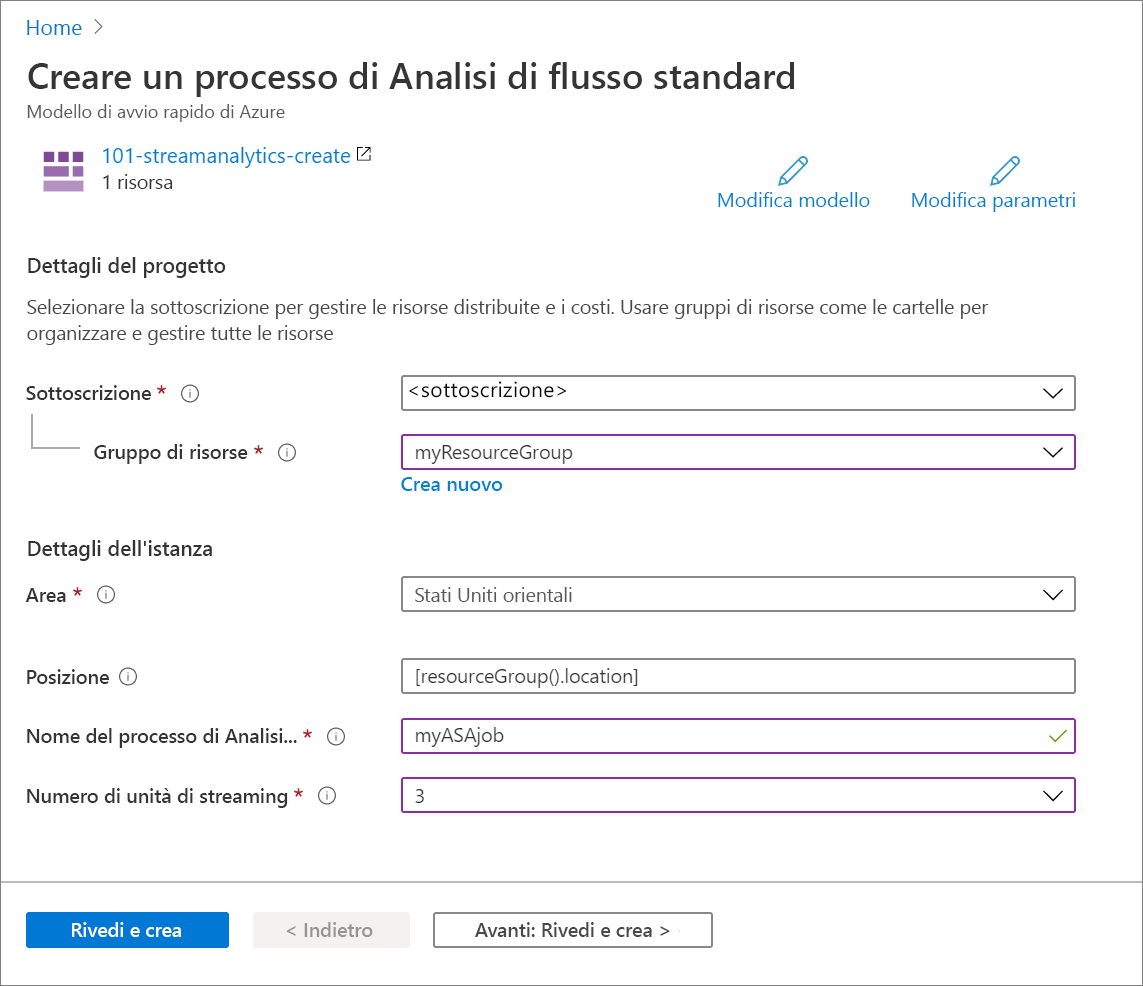 Home >
Creare un processo di Analisi di flusso standard
Modello di avvio rapido di Azure
101-streamanalytics-create
1 risorsa
Modifica modello
Modifica parametri
Dettagli del progetto
Selezionare la sottoscrizione per gestire le risorse distribuite e i costi. Usare gruppi di risorse come le cartelle per
organizzare e gestire tutte le risorse
Sottoscrizione *
<sottoscrizione>
Gruppo di risorse *
myResourceGroup
Crea nuovo
Dettagli dell'istanza
Area *
Stati Uniti orientali
Posizione
[resourceGroup().location]
Nome del processo di Analisi... *
myASAjob
Numero di unità di streaming *
3
Rivedi e crea
< Indietro
Avanti: Rivedi e crea >